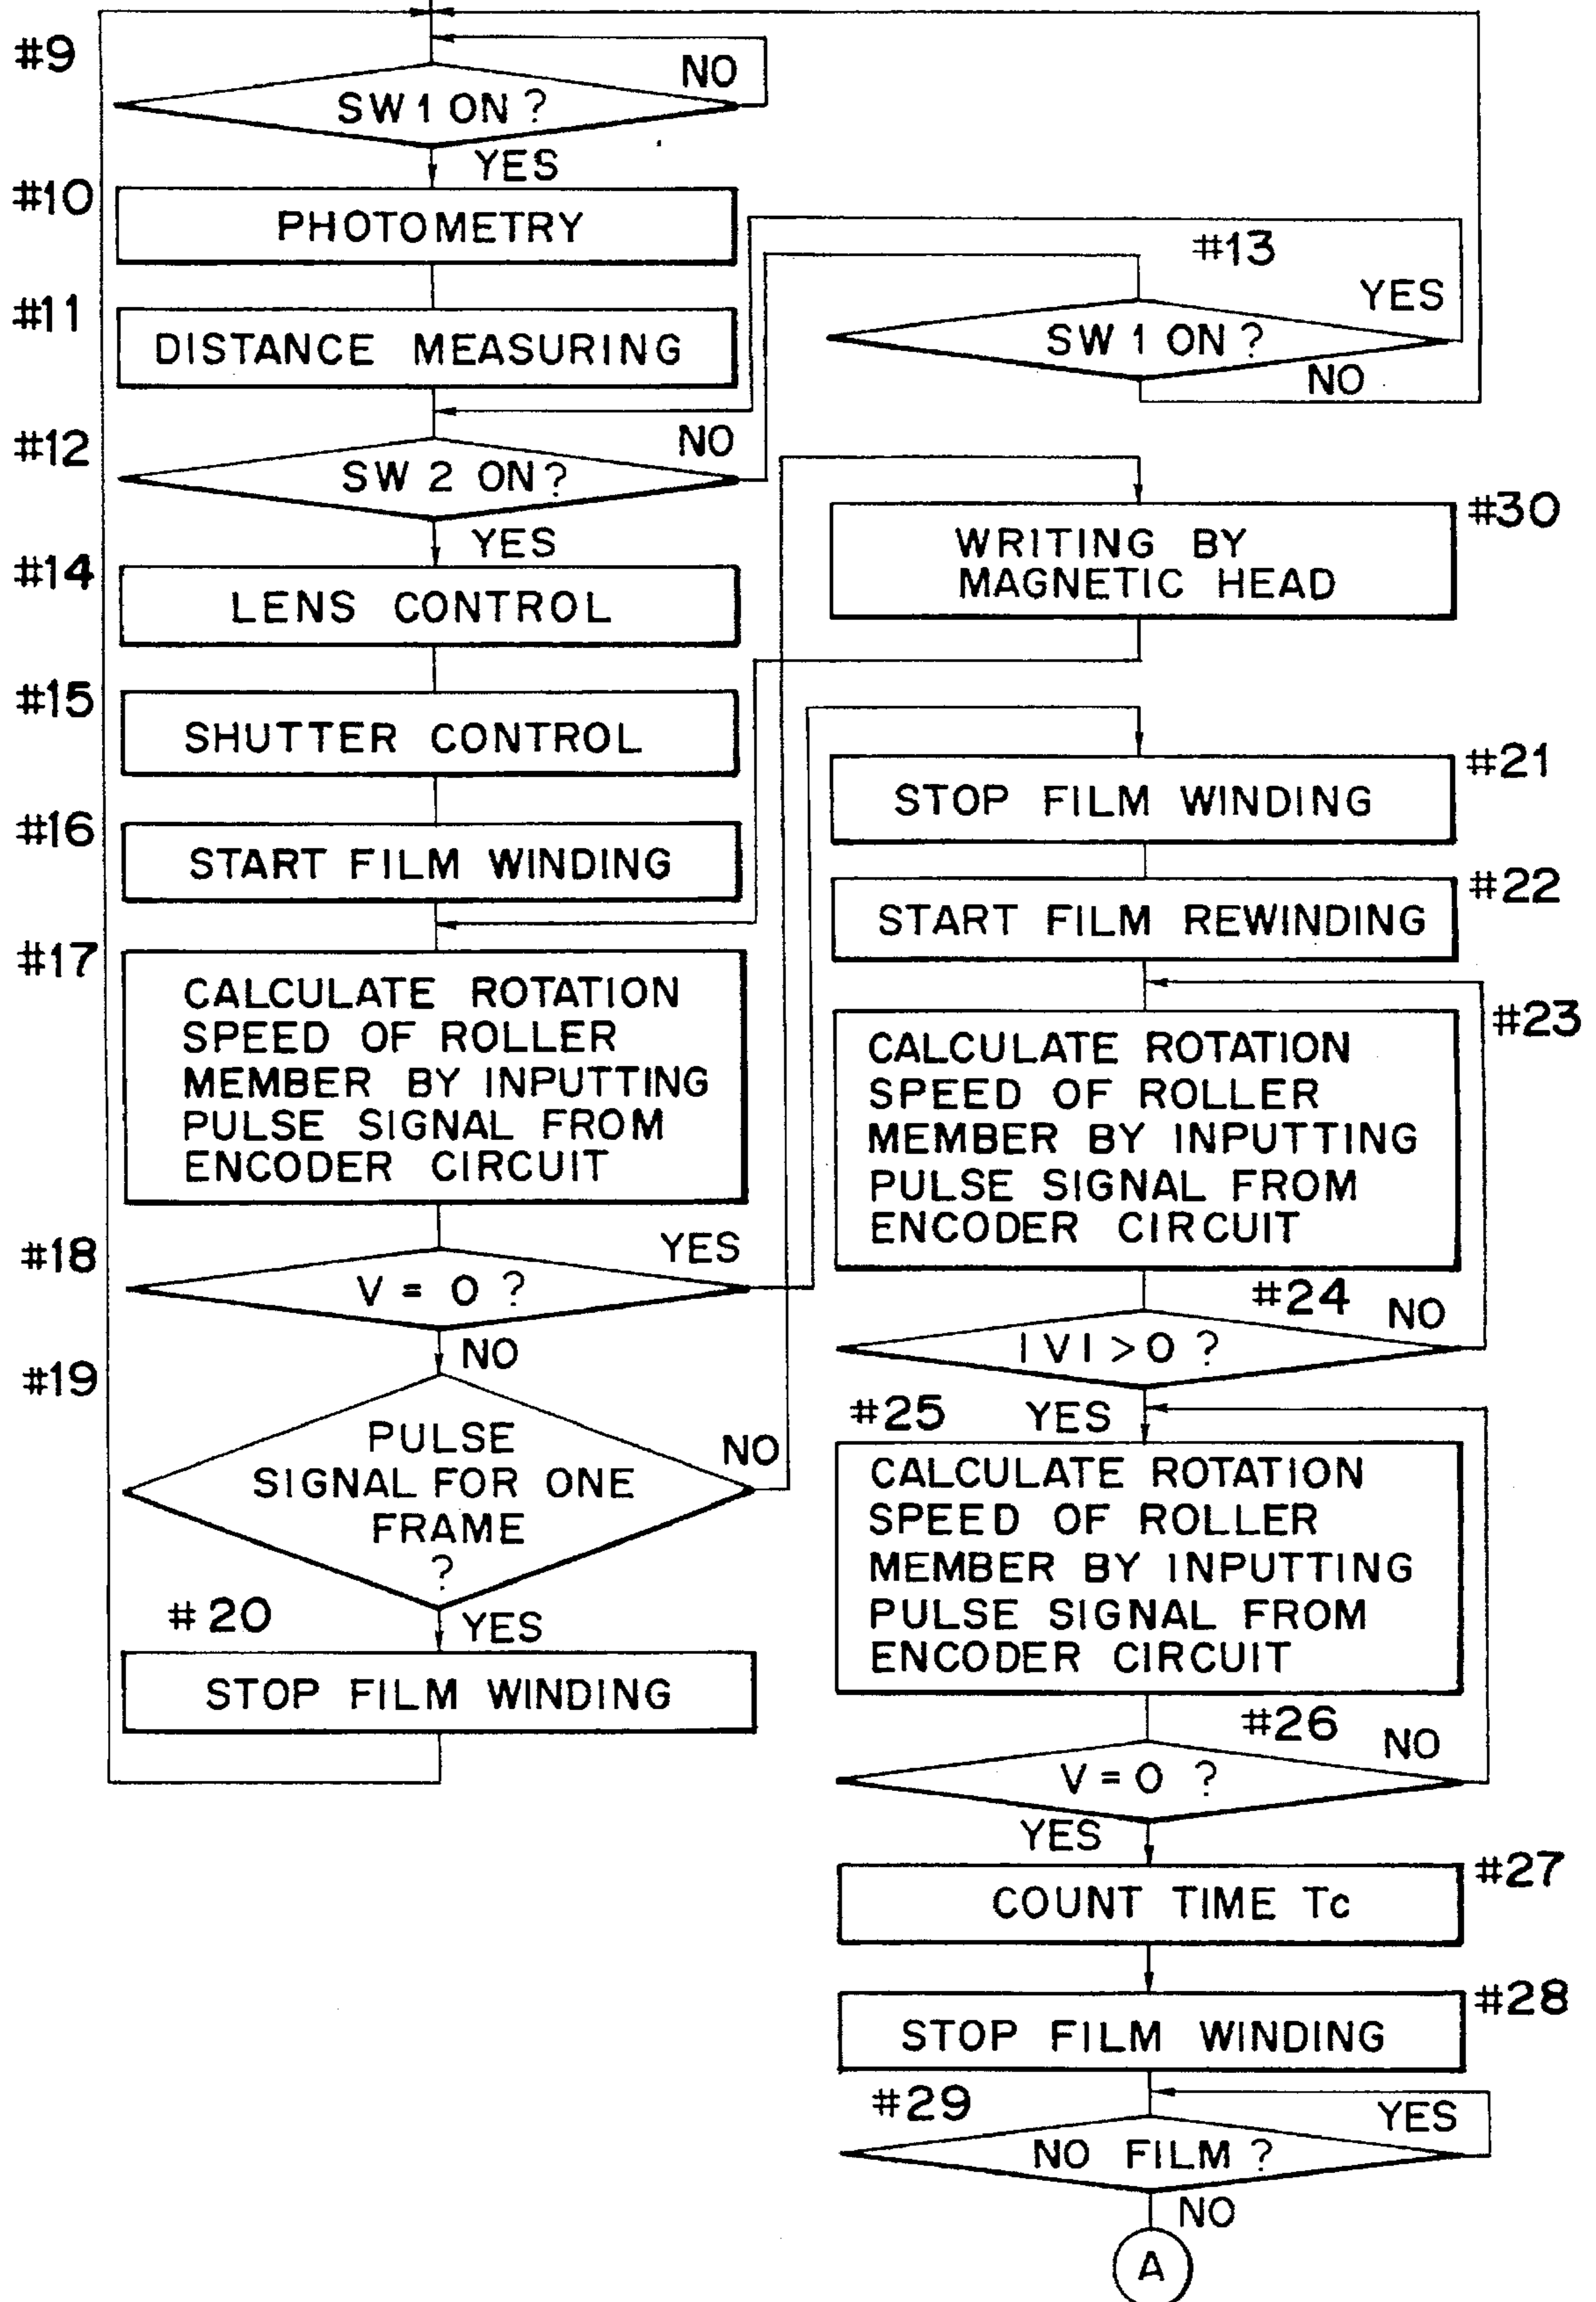 #9
SW 1 ON ?
NO
YES
#10
PHOTOMETRY
#11
DISTANCE MEASURING
#12
SW 2 ON?
NO
YES
#13
SW 1 ON ?
YES
NO
#14
LENS CONTROL
#15
SHUTTER CONTROL
#16
START FILM WINDING
#17
CALCULATE ROTATION
SPEED OF ROLLER
MEMBER BY INPUTTING
PULSE SIGNAL FROM
ENCODER CIRCUIT
#18
V = 0 ?
YES
NO
#19
PULSE
SIGNAL FOR ONE
FRAME
?
NO
YES
#20
STOP FILM WINDING
#30
WRITING BY
MAGNETIC HEAD
#21
STOP FILM WINDING
#22
START FILM REWINDING
#23
CALCULATE ROTATION
SPEED OF ROLLER
MEMBER BY INPUTTING
PULSE SIGNAL FROM
ENCODER CIRCUIT
#24
|V| > 0 ?
NO
YES
#25
CALCULATE ROTATION
SPEED OF ROLLER
MEMBER BY INPUTTING
PULSE SIGNAL FROM
ENCODER CIRCUIT
#26
V = 0 ?
NO
YES
#27
COUNT TIME Tc
#28
STOP FILM WINDING
#29
NO FILM ?
YES
NO
A